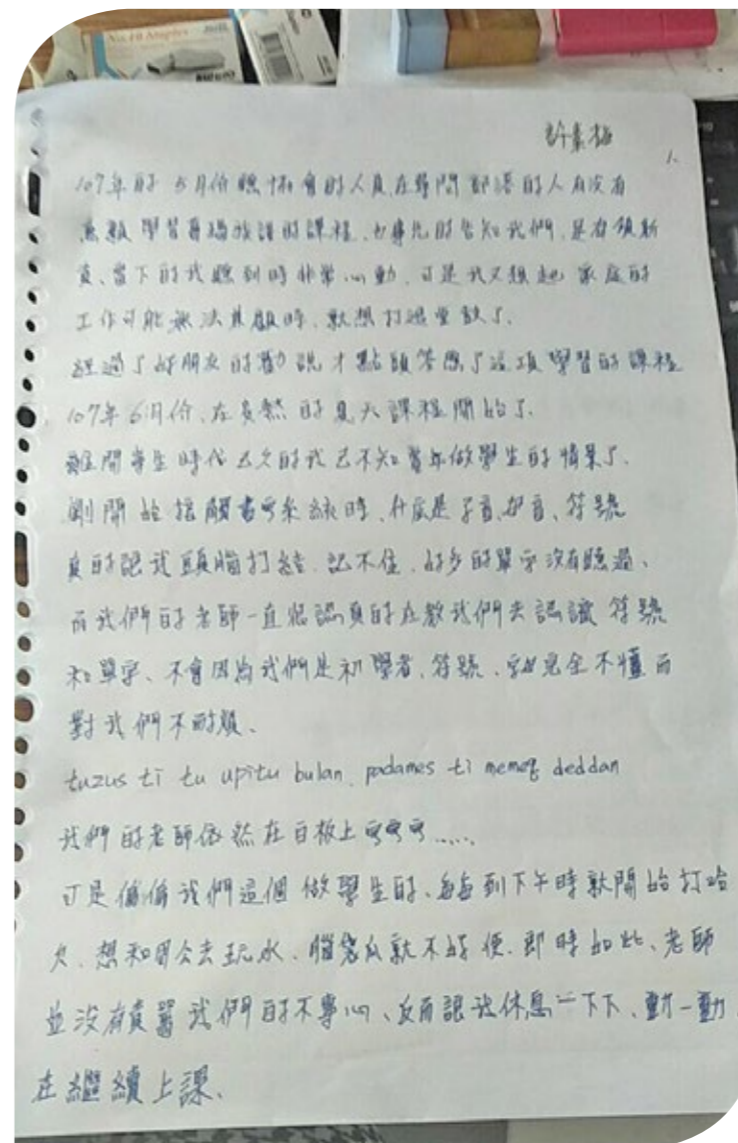 No.10 Staples
許素梅
1.
107年的 5月份聽協會的人員在尋問部落的人有沒有
意願學習專職族語的課程,也事先的告知我們,是有領薪
資、當下的我聽到時非常心動,可是我又想起家庭的
工作可能無法兼顧時、就想打退堂鼓了.
經過了好朋友的勸說才點頭答應了這項學習的課程
107年6月份、在炎熱的夏天課程開始了.
離開學生時代已久的我已不知當年做學生的情景了.
剛開始接觸書寫系統時、什麼是子音、母音、符號
真的讓我頭腦打結、記不住、好多的單字沒有聽過、
而我們的老師一直很認真的在教我們去認識 符號
和單字、不會因為我們是初學者、符號、完全不懂而
對我們不耐煩、
tuzus ti tu upitu bulan, padames ti nemeq deddan
我們的老師依然在白板上寫寫寫.....
可是偏偏我們這個做學生的、每每到下午時就開始打哈
欠、想和周公去玩水、腦袋瓜就不好使.即時如此、老師
並沒有責罵我們的不專心、反而讓我休息一下下、動一動
在繼續上課.